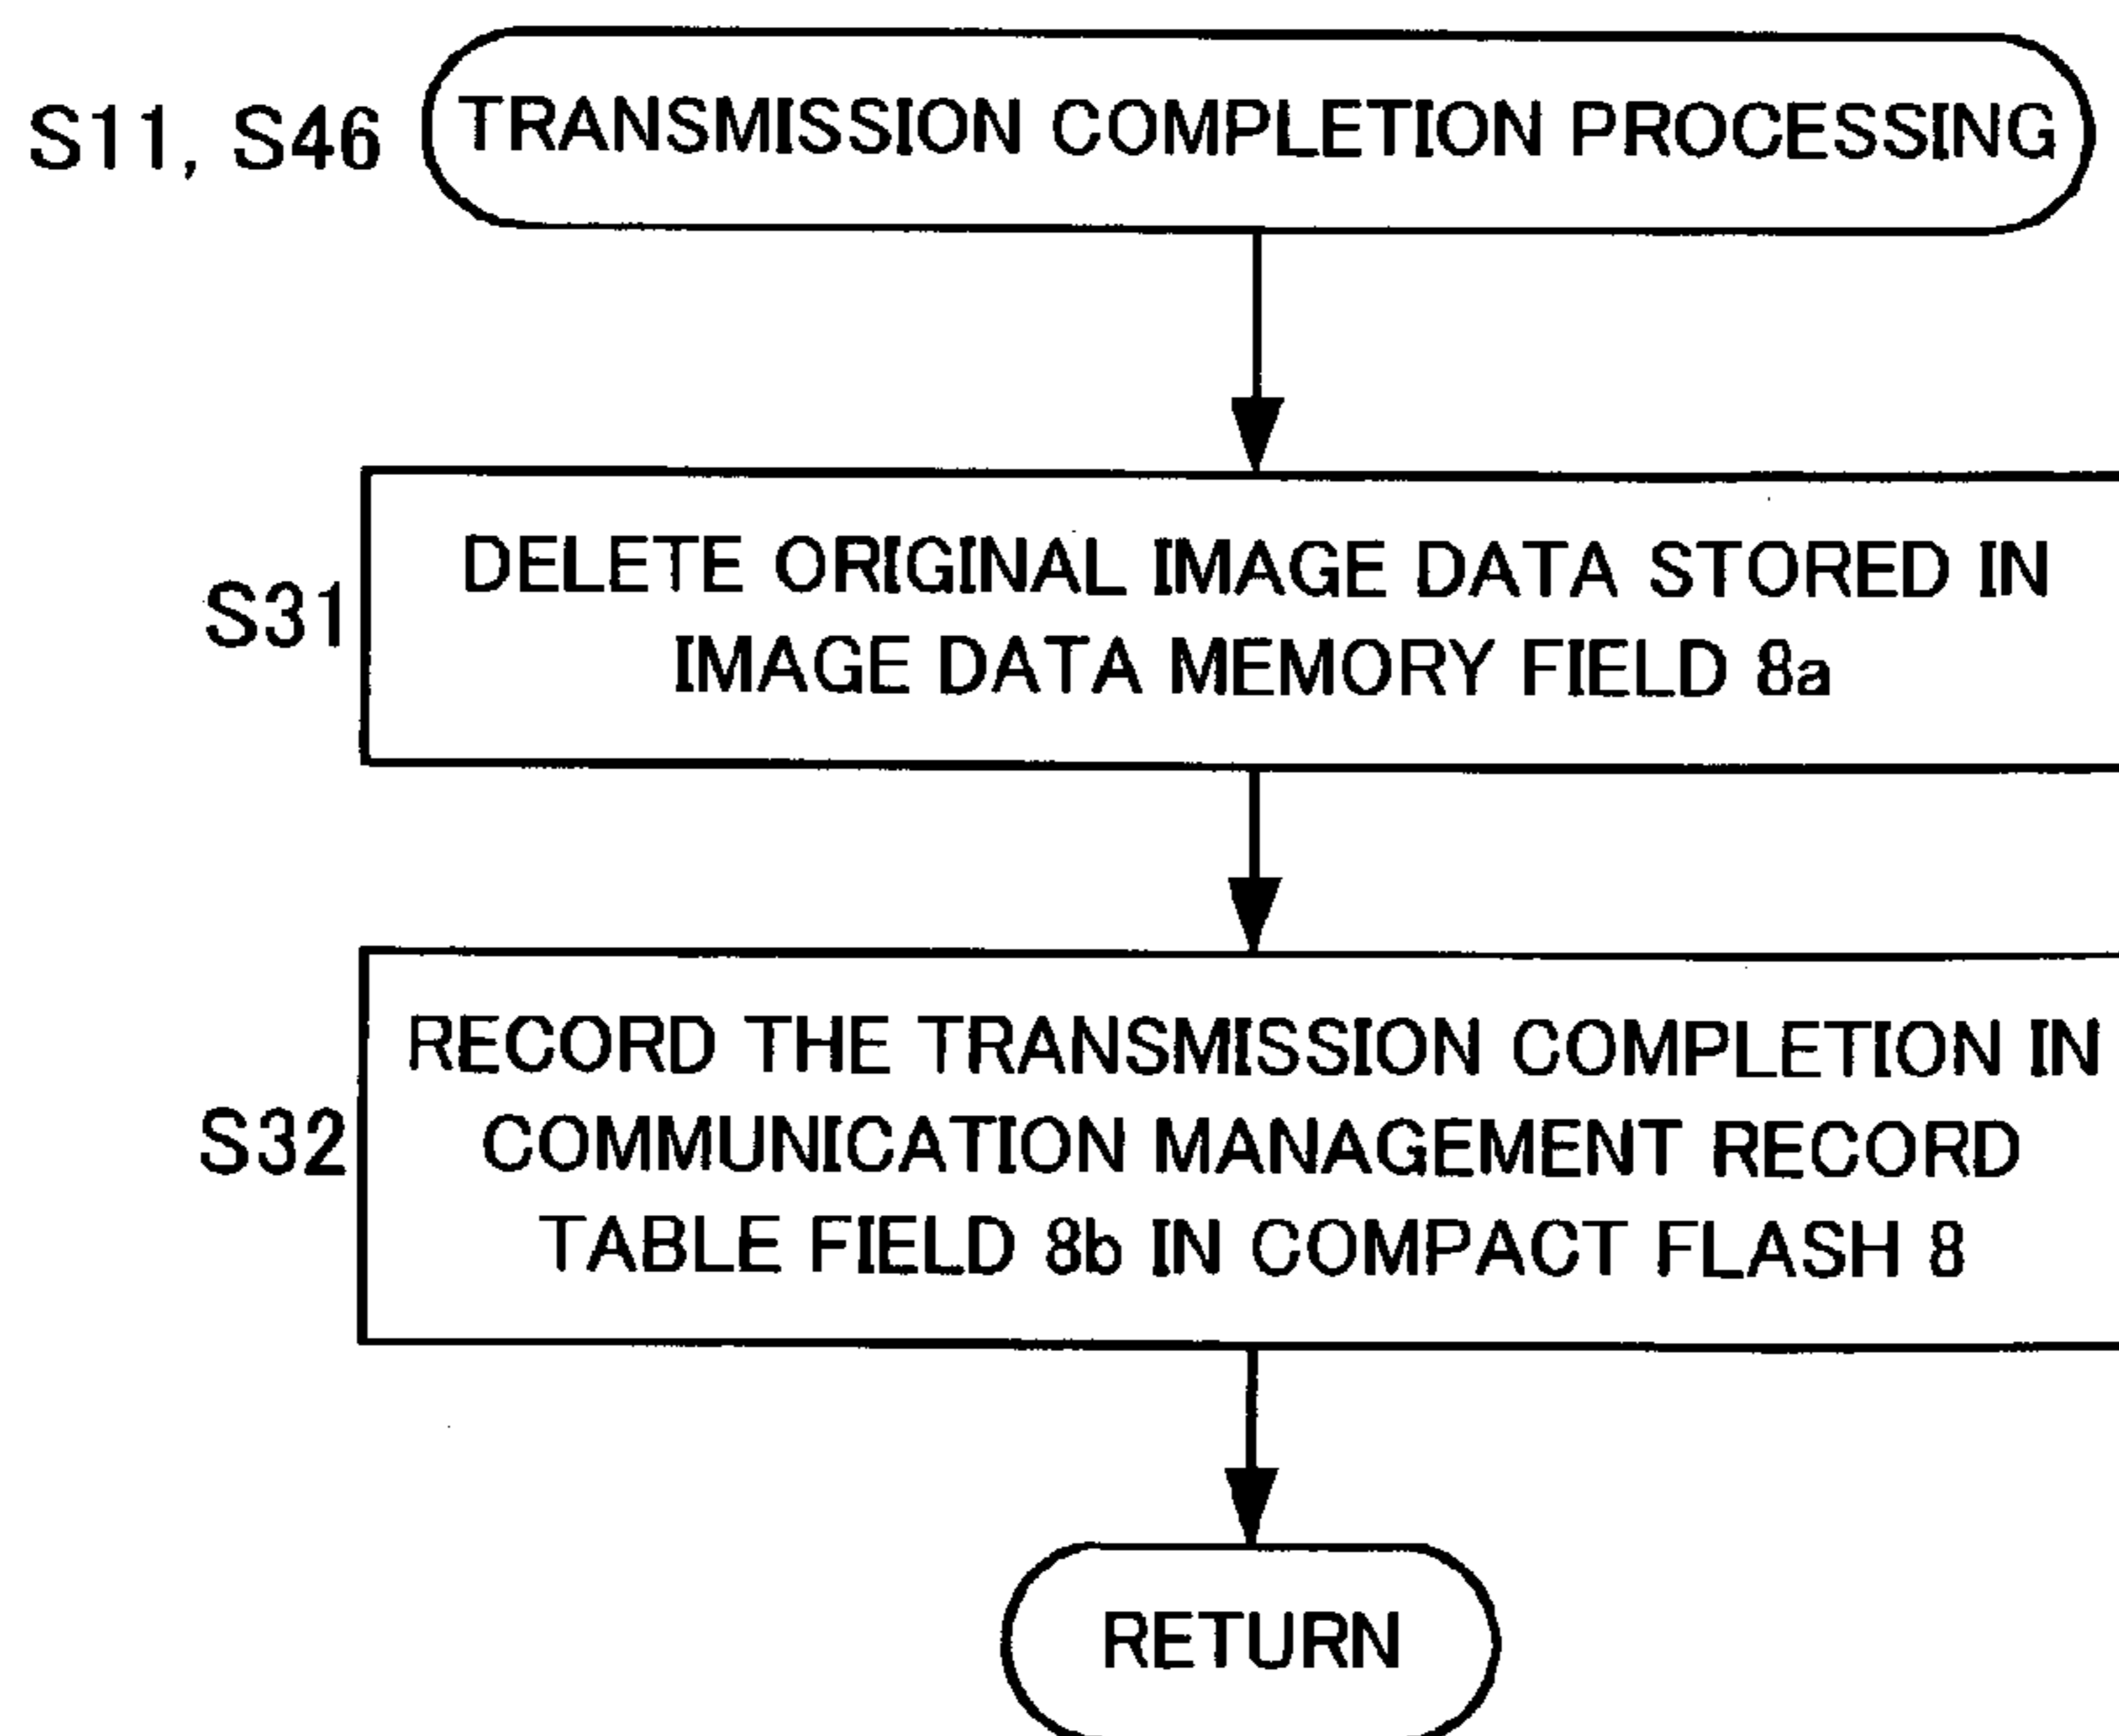 S11, S46 TRANSMISSION COMPLETION PROCESSING
S31 DELETE ORIGINAL IMAGE DATA STORED IN
IMAGE DATA MEMORY FIELD 8a
RECORD THE TRANSMISSION COMPLETION IN
S32 COMMUNICATION MANAGEMENT RECORD
TABLE FIELD 8b IN COMPACT FLASH 8
RETURN